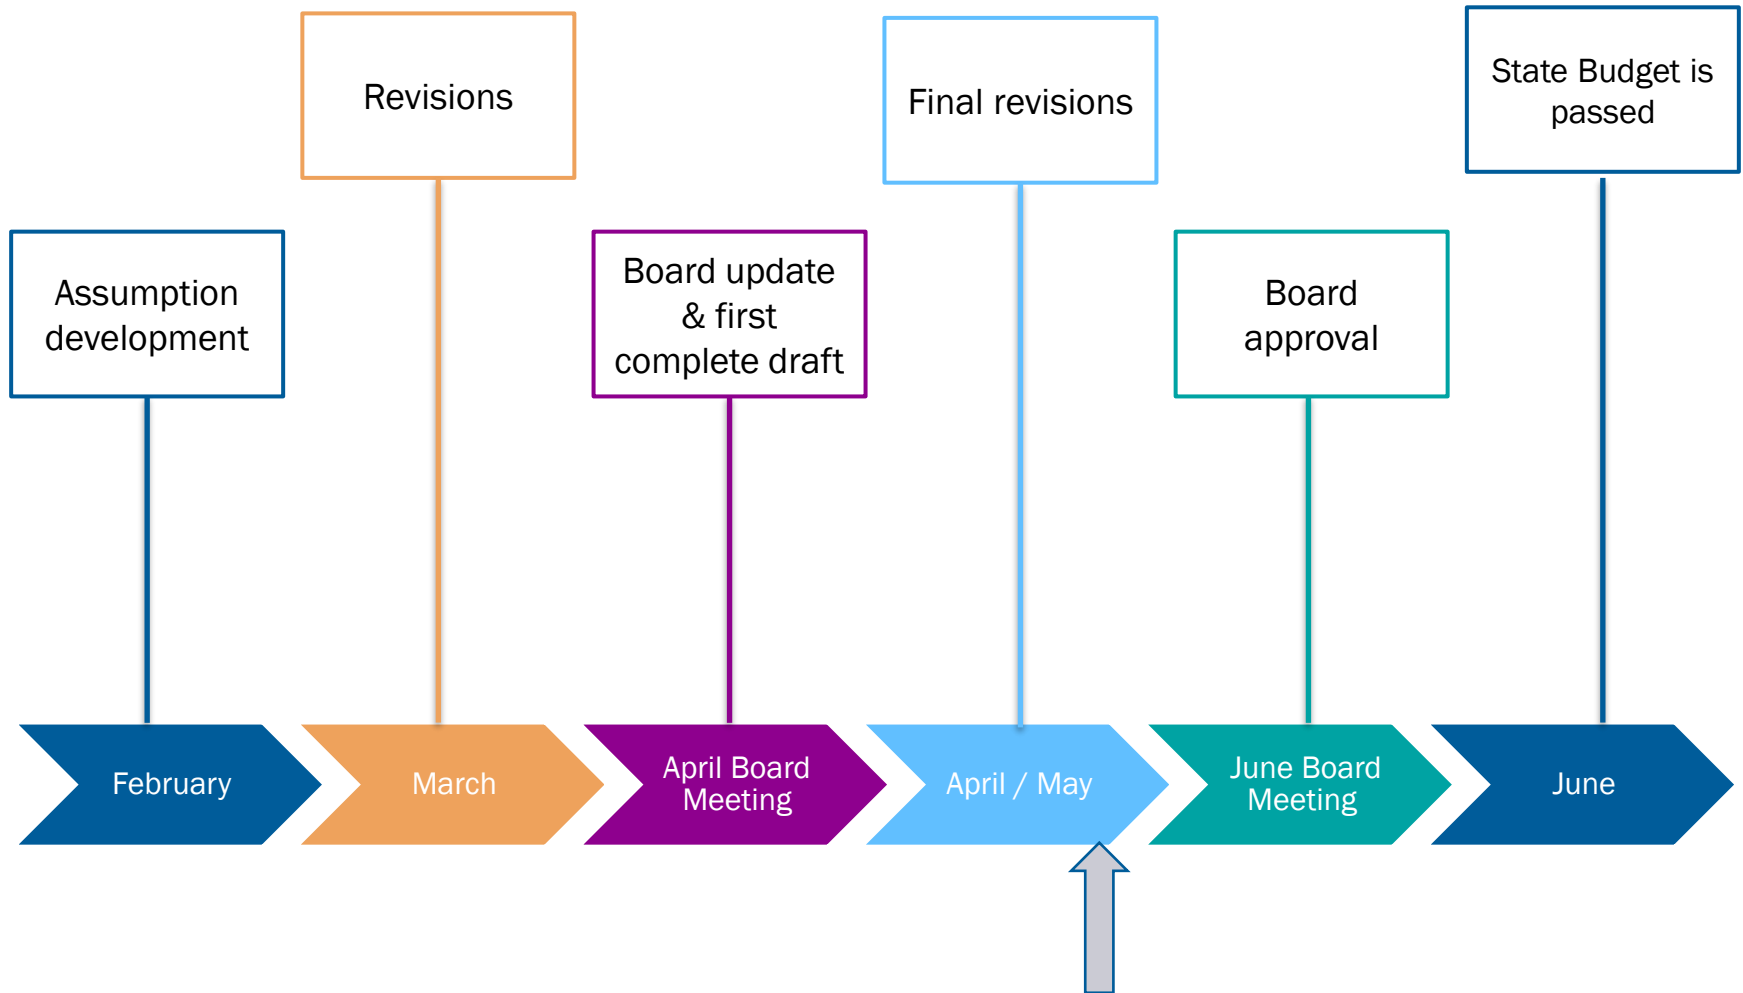 Revisions
Final revisions
State Budget is
passed
Assumption
development
Board update
& first
complete draft
Board
approval
February
March
April Board
Meeting
April / May
June Board
Meeting
June